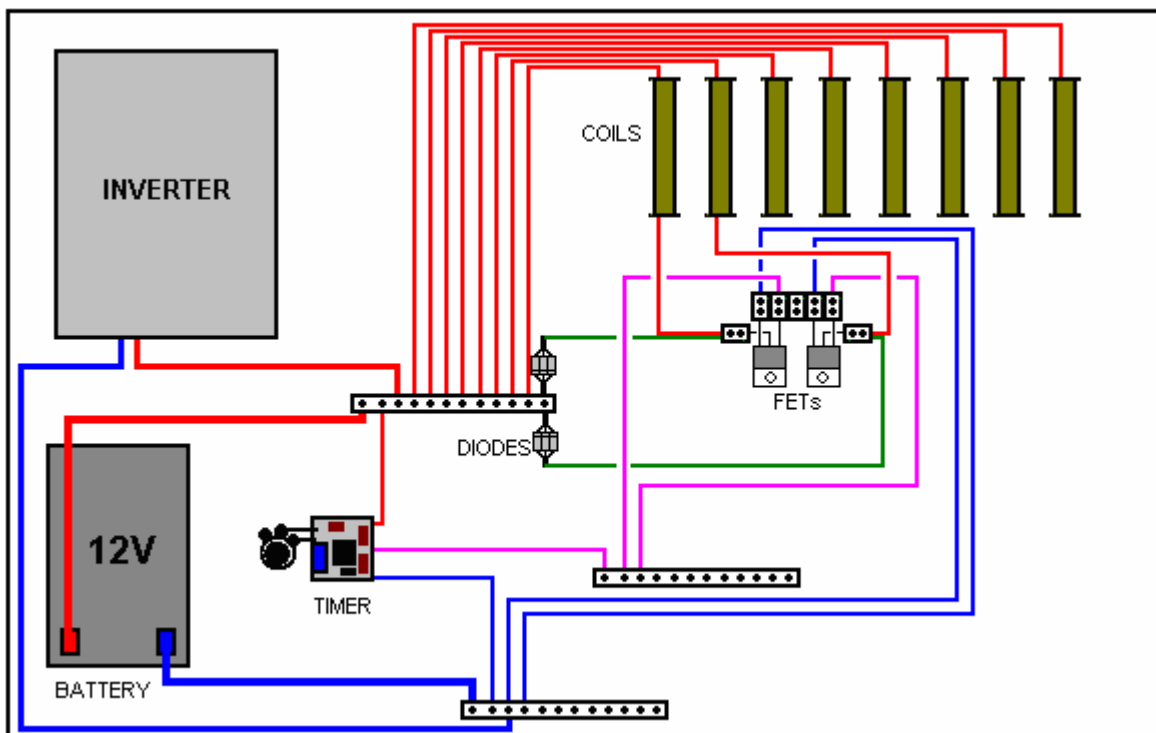 INVERTER
COILS
FETs
DIODES
12V
TIMER
BATTERY